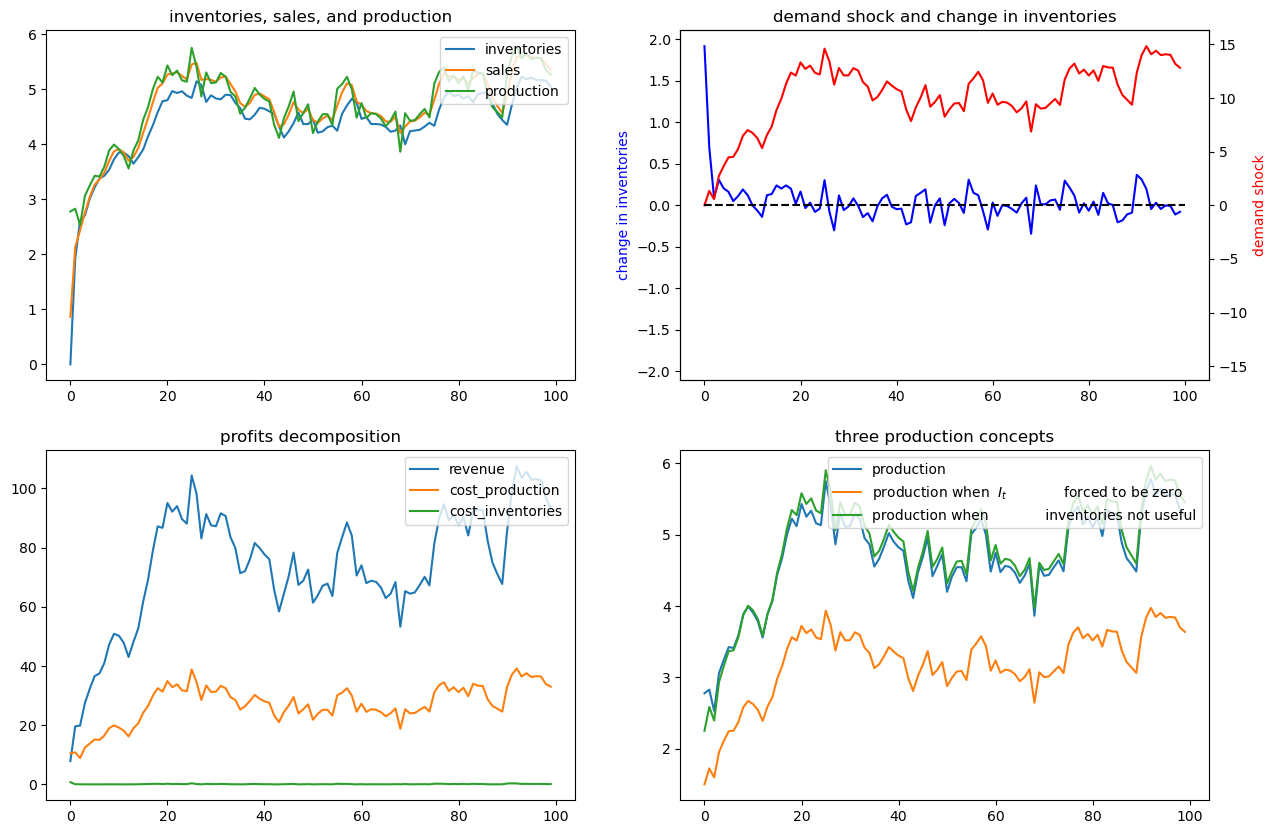 inventories, sales, and production
6
5
4
3
2
1
0
0 20 40 60 80 100
inventories
sales
production
demand shock and change in inventories
change in inventories
2.0
1.5
1.0
0.5
0.0
−0.5
−1.0
−1.5
−2.0
0 20 40 60 80 100
15
10
5
0
−5
−10
−15
demand shock
profits decomposition
100
80
60
40
20
0
0 20 40 60 80 100
revenue
cost_production
cost_inventories
three production concepts
6
5
4
3
2
0 20 40 60 80 100
production
production when I_t forced to be zero
production when inventories not useful